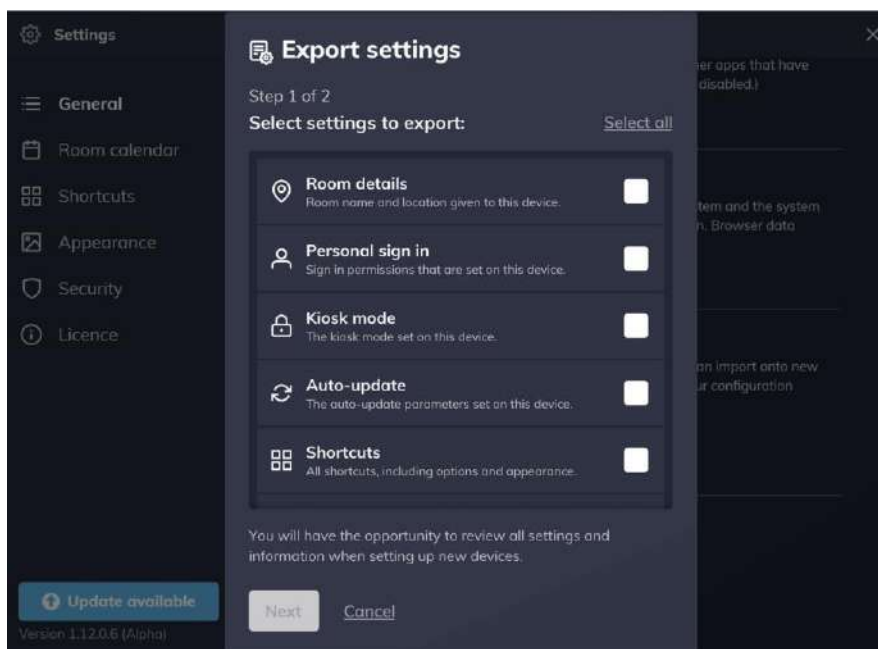 Settings
General
Room calendar
Shortcuts
Appearance
Security
Licence
Update available
Version 1.12.0.6 (Alpha)
Export settings
Step 1 of 2
Select settings to export:
Select all
Room details
Room name and location given to this device.
Personal sign in
Sign in permissions that are set on this device.
Kiosk mode
The kiosk mode set on this device.
Auto-update
The auto-update parameters set on this device.
Shortcuts
All shortcuts, including options and appearance.
You will have the opportunity to review all settings and
information when setting up new devices.
Next
Cancel
er apps that have
disabled.)
tem and the system
n. Browser data
an import onto new
ur configuration